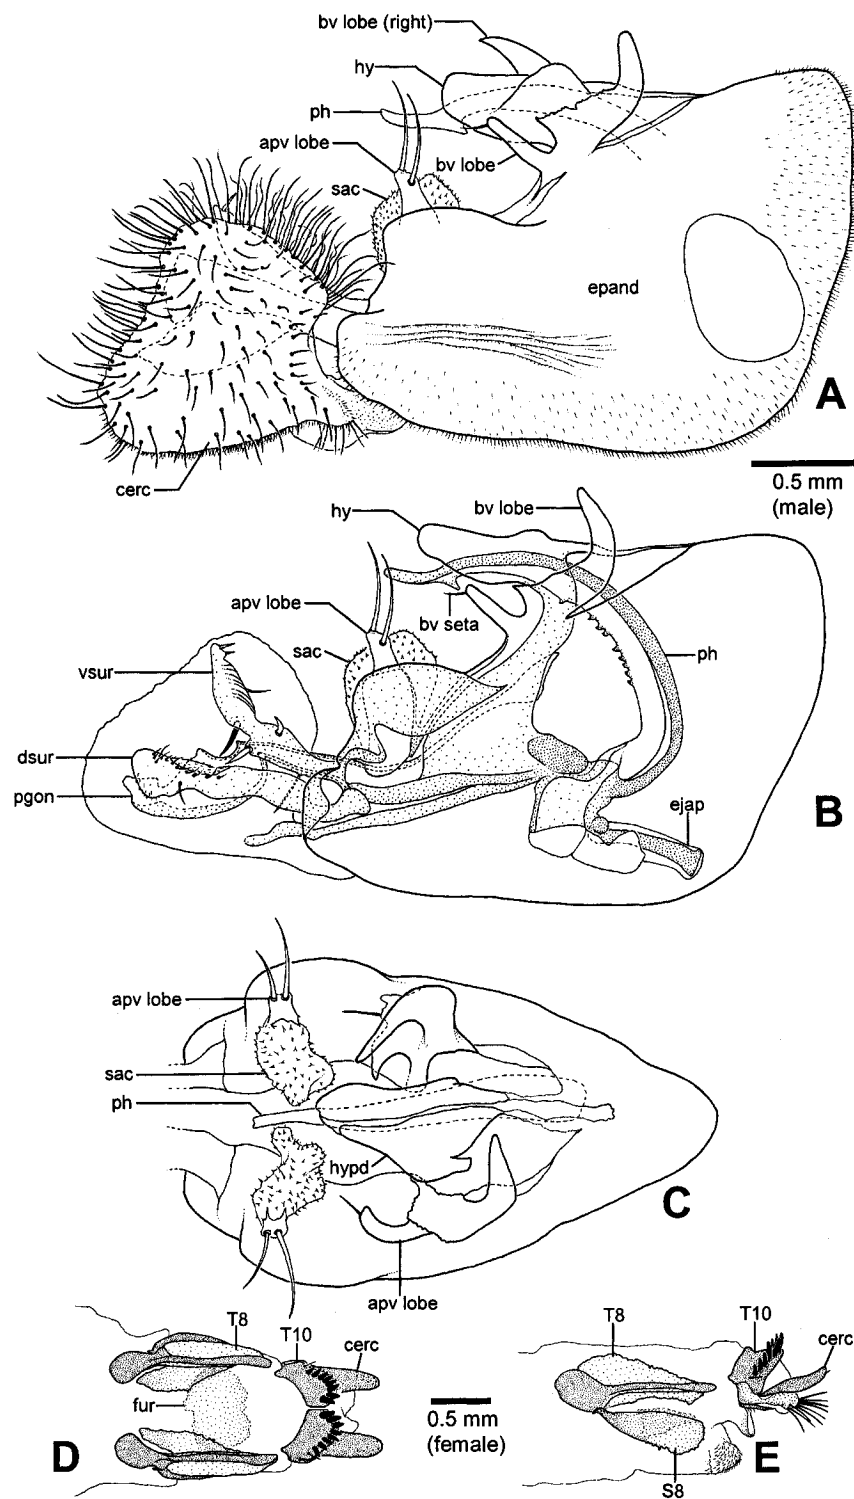 bv lobe (right)
hy
ph
apv lobe
bv lobe
sac
epand
A
cerc
0.5 mm
(male)
hy
bv lobe
apv lobe
bv seta
sac
vsur
ph
dsur
pgon
ejap
B
apv lobe
sac
ph
hypd
C
apv lobe
T8
T10
cerc
fur
D
0.5 mm
(female)
T8
T10
cerc
S8
E